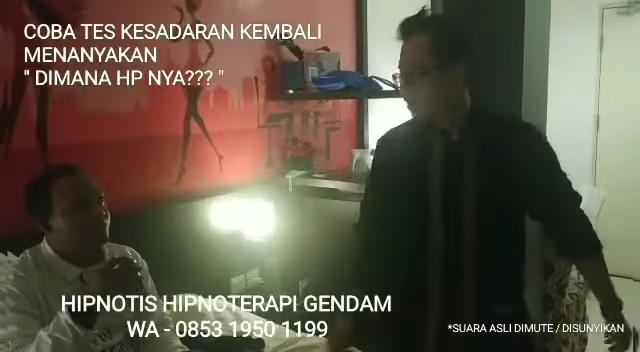 COBA TES KESADARAN KEMBALI
MENANYAKAN
" DIMANA HP NYA??? "
HIPNOTIS HIPNOTERAPI GENDAM
WA - 0853 1950 1199
*SUARA ASLI DIMUTE / DISUNYIKAN